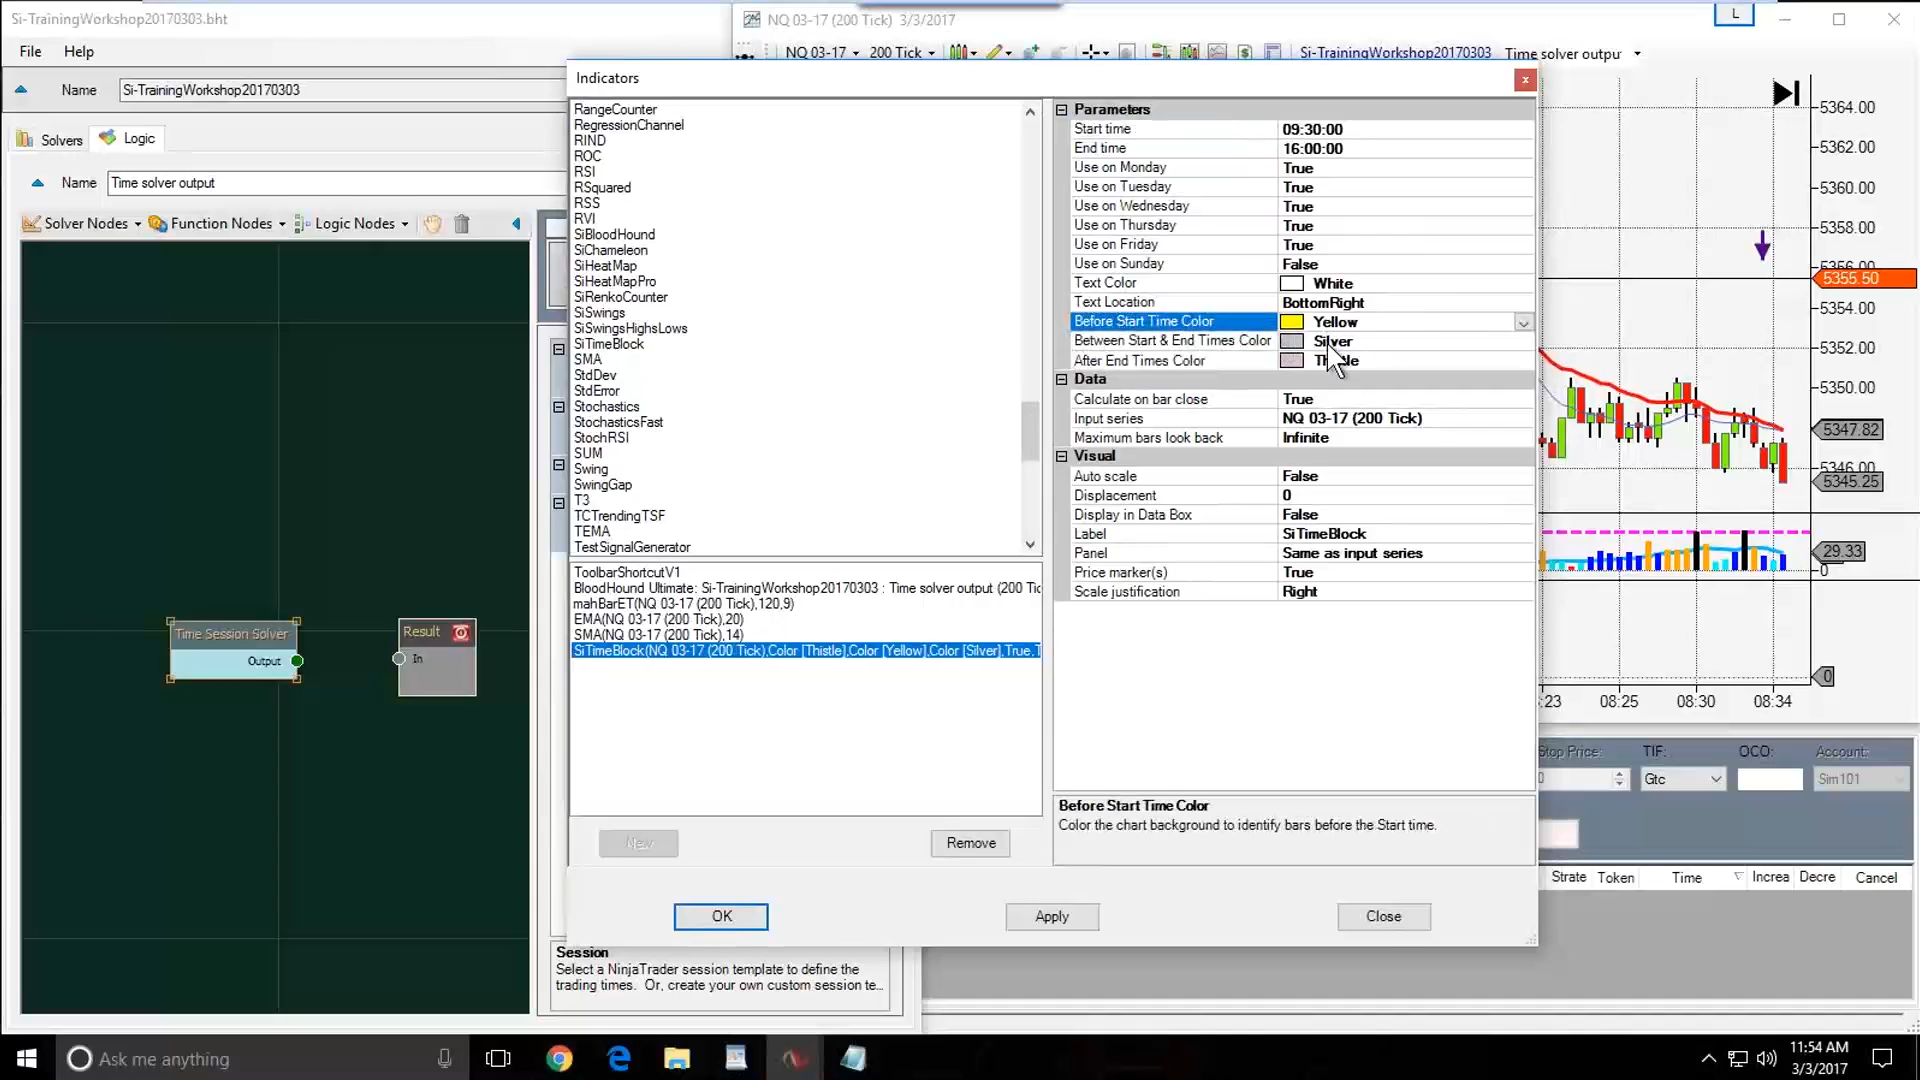 Si-TrainingWorkshop20170303.bht
File Help
Name Si-TrainingWorkshop20170303
Solvers Logic
Name Time solver output
Solver Nodes Function Nodes Logic Nodes
Time Session Solver
Output
Result
In
Session
Select a NinjaTrader session template to define the
trading times. Or, create your own custom session te...
Indicators
RangeCounter
RegressionChannel
RIND
ROC
RSI
RSquared
RSS
RVI
SiBloodHound
SiChameleon
SiHeatMap
SiHeatMapPro
SiRenkoCounter
SiSwings
SiSwingsHighsLows
SiTimeBlock
SMA
StdDev
StdError
Stochastics
StochasticsFast
StochRSI
SUM
Swing
SwingGap
T3
TCTrendingTSF
TEMA
TestSignalGenerator
ToolbarShortcutV1
BloodHound Ultimate: Si-TrainingWorkshop20170303 : Time solver output (200 Tic
mahBarET(NQ 03-17 (200 Tick),120,9)
EMA(NQ 03-17 (200 Tick),20)
SMA(NQ 03-17 (200 Tick),14)
SiTimeBlock(NQ 03-17 (200 Tick),Color [Thistle],Color [Yellow],Color [Silver],True,T
New Remove
OK Apply Close
Parameters
Start time 09:30:00
End time 16:00:00
Use on Monday True
Use on Tuesday True
Use on Wednesday True
Use on Thursday True
Use on Friday True
Use on Sunday False
Text Color White
Text Location BottomRight
Before Start Time Color Yellow
Between Start & End Times Color Silver
After End Times Color
Data
Calculate on bar close True
Input series NQ 03-17 (200 Tick)
Maximum bars look back Infinite
Visual
Auto scale False
Displacement 0
Display in Data Box False
Label SiTimeBlock
Panel Same as input series
Price marker(s) True
Scale justification Right
Before Start Time Color
Color the chart background to identify bars before the Start time.
NQ 03-17 (200 Tick) 3/3/2017
L
NQ 03-17 200 Tick Si-TrainingWorkshop20170303 Time solver outpu
5364.00
5362.00
5360.00
5358.00
5355.50
5354.00
5352.00
5350.00
5347.82
5346.00
5345.25
29.33
0
0
:23 08:25 08:30 08:34
Stop Price: TIF: OCO: Account:
0 Gtc Sim101
Strate Token Time Increa Decre Cancel
Ask me anything
11:54 AM
3/3/2017